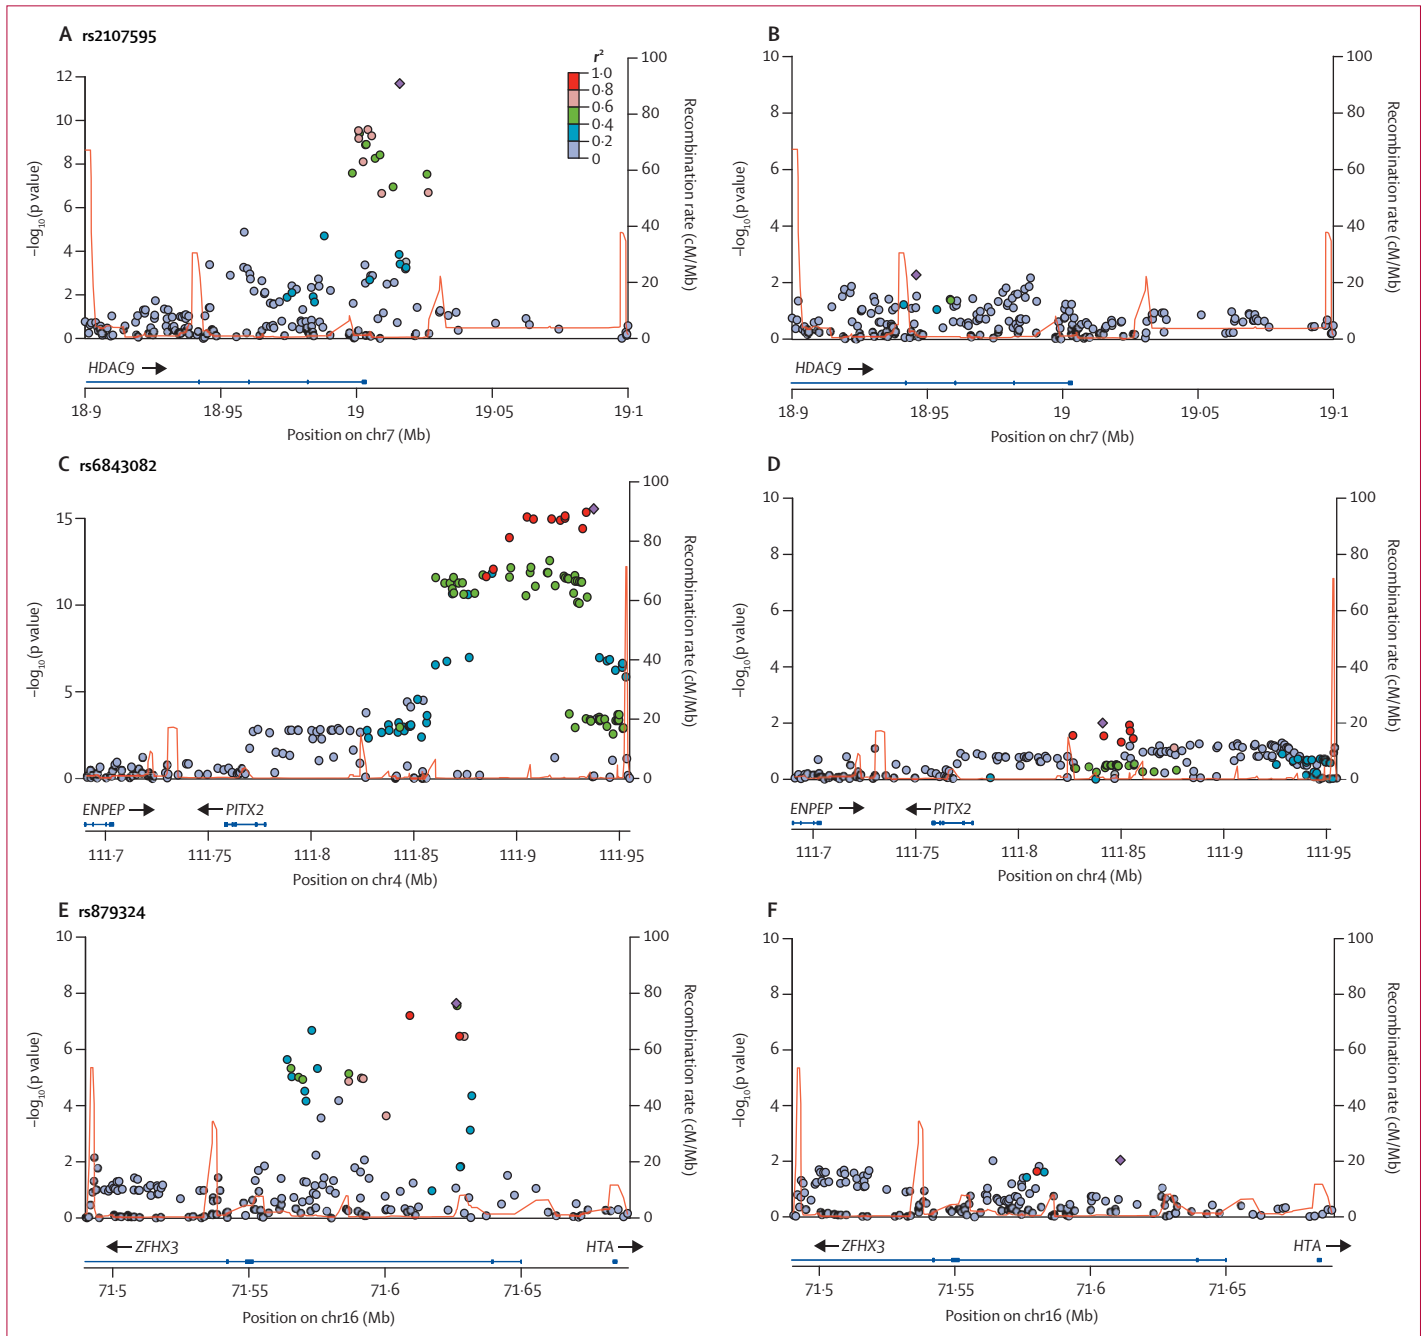 A rs2107595
−log₁₀(p value)
12
10
8
6
4
2
0
r²
1·0
0·8
0·6
0·4
0·2
0
100
80
60
40
20
0
Recombination rate (cM/Mb)
HDAC9
18·9 18·95 19 19·05 19·1
Position on chr7 (Mb)
B
−log₁₀(p value)
10
8
6
4
2
0
100
80
60
40
20
0
Recombination rate (cM/Mb)
HDAC9
18·9 18·95 19 19·05 19·1
Position on chr7 (Mb)
C rs6843082
−log₁₀(p value)
15
10
5
0
100
80
60
40
20
0
Recombination rate (cM/Mb)
ENPEP PITX2
111·7 111·75 111·8 111·85 111·9 111·95
Position on chr4 (Mb)
D
−log₁₀(p value)
10
8
6
4
2
0
100
80
60
40
20
0
Recombination rate (cM/Mb)
ENPEP PITX2
111·7 111·75 111·8 111·85 111·9 111·95
Position on chr4 (Mb)
E rs879324
−log₁₀(p value)
10
8
6
4
2
0
100
80
60
40
20
0
Recombination rate (cM/Mb)
ZFHX3 HTA
71·5 71·55 71·6 71·65
Position on chr16 (Mb)
F
−log₁₀(p value)
10
8
6
4
2
0
100
80
60
40
20
0
Recombination rate (cM/Mb)
ZFHX3 HTA
71·5 71·55 71·6 71·65
Position on chr16 (Mb)